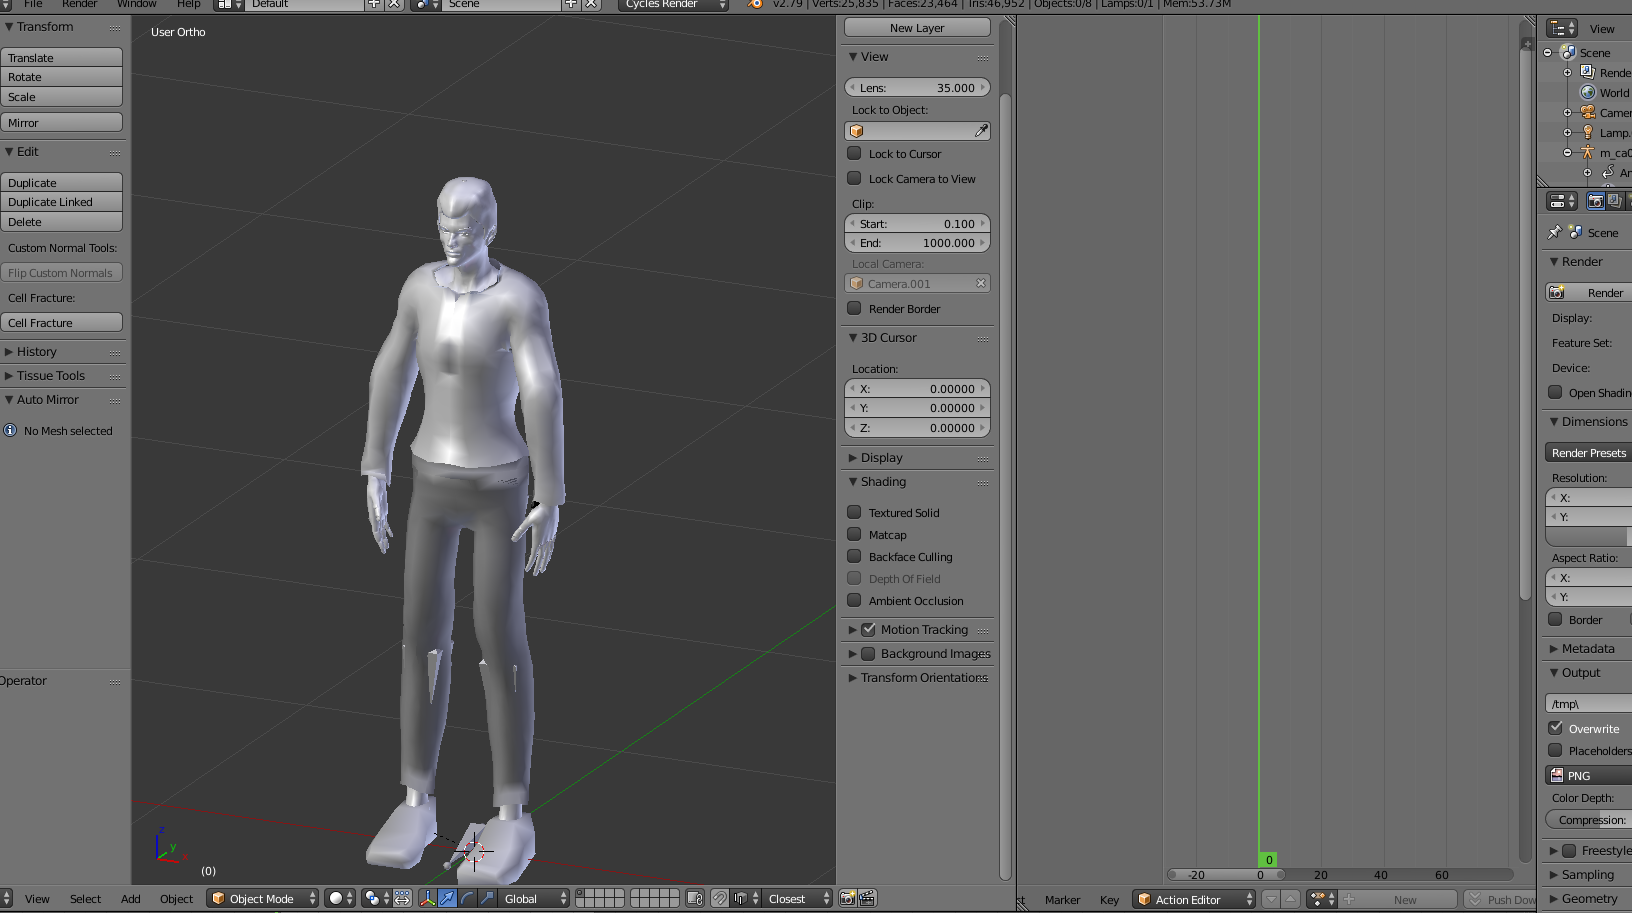 File Render Window Help Default Scene Cycles Render v2.79 | Verts:25,835 | Faces:23,464 | Tris:46,952 | Objects:0/8 | Lamps:0/1 | Mem:53.73M
Transform
Translate
Rotate
Scale
Mirror
Edit
Duplicate
Duplicate Linked
Delete
Custom Normal Tools:
Flip Custom Normals
Cell Fracture:
Cell Fracture
History
Tissue Tools
Auto Mirror
No Mesh selected
Operator
User Ortho
z
y
x
(0)
New Layer
View
Lens: 35.000
Lock to Object:
Lock to Cursor
Lock Camera to View
Clip:
Start: 0.100
End: 1000.000
Local Camera:
Camera.001
Render Border
3D Cursor
Location:
X: 0.00000
Y: 0.00000
Z: 0.00000
Display
Shading
Textured Solid
Matcap
Backface Culling
Depth Of Field
Ambient Occlusion
Motion Tracking
Background Images
Transform Orientations
0
-20 0 20 40 60
View
Scene
Rende
World
Camer
Lamp.
m_ca0
Ar
Scene
Render
Render
Display:
Feature Set:
Device:
Open Shadin
Dimensions
Render Presets
Resolution:
X:
Y:
Aspect Ratio:
X:
Y:
Border
Metadata
Output
/tmp\
Overwrite
Placeholders
PNG
Color Depth:
Compression:
Freestyle
Sampling
Geometry
View Select Add Object Object Mode Global Closest
Marker Key Action Editor New Push Dow